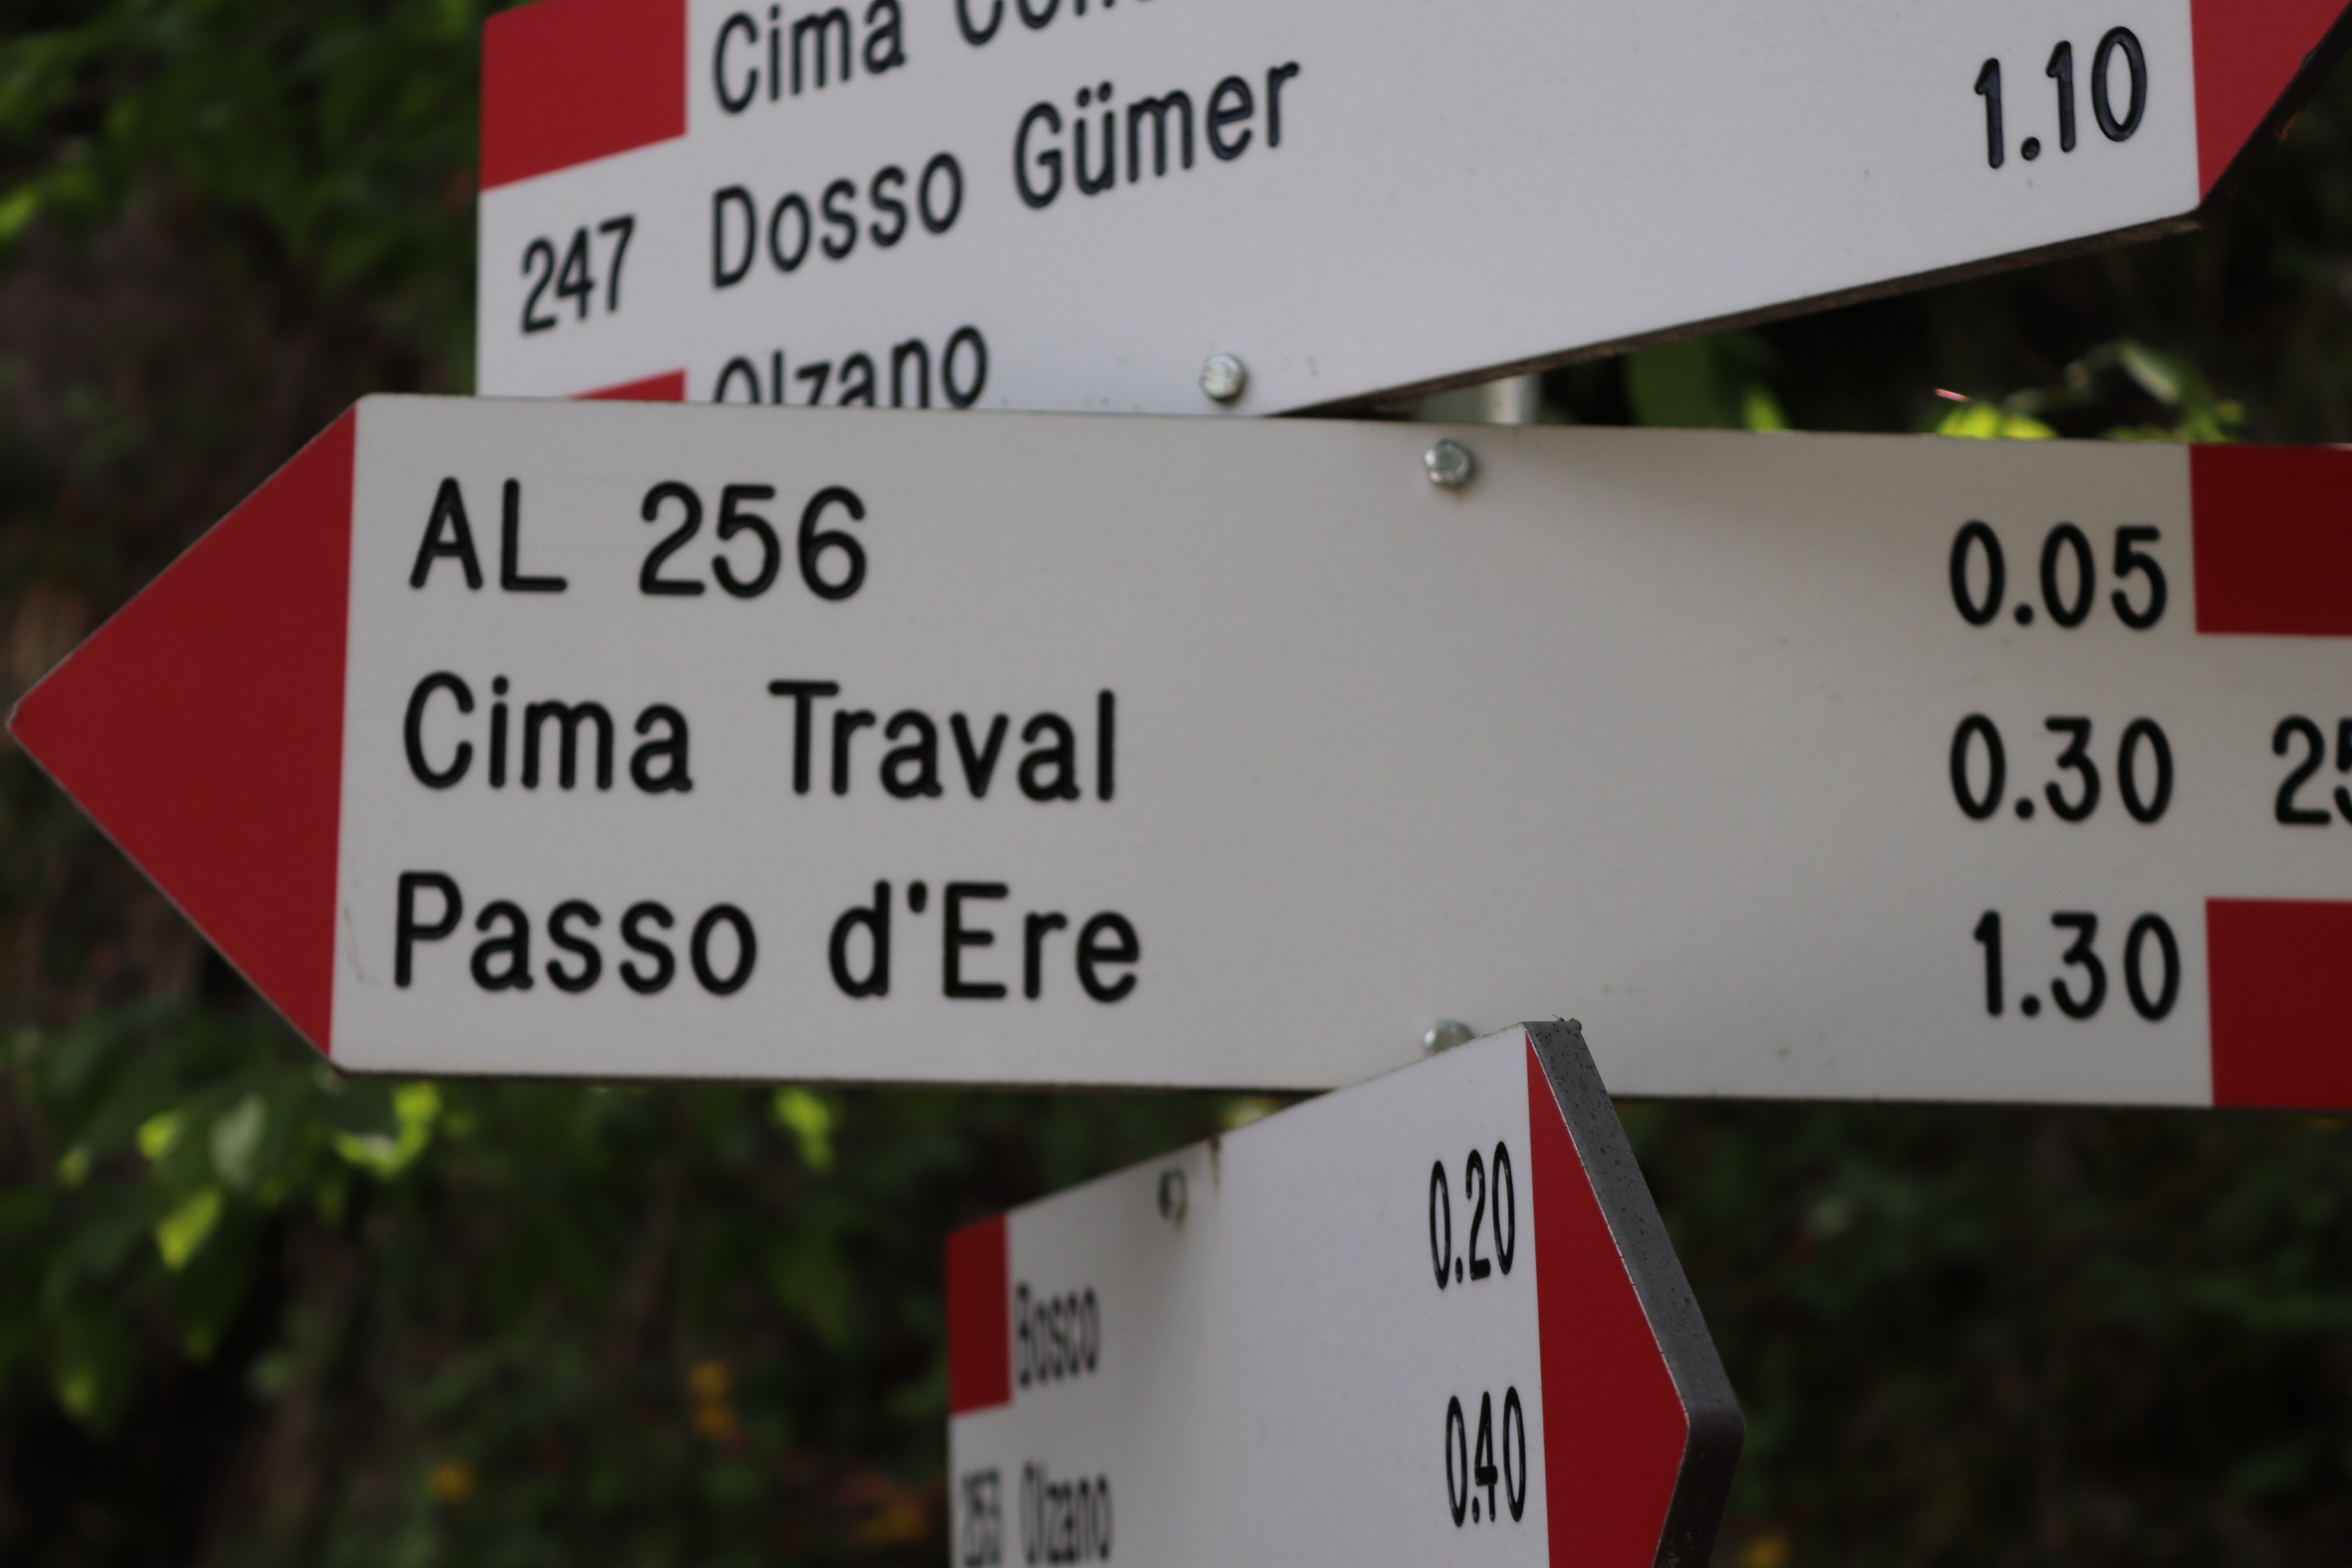 Cima
Dosso Gümer 1.10
247
Olzano
AL 256 0.05
Cima Traval 0.30
Passo d'Ere 1.30
0.20
Bosco
0.40
Olzano